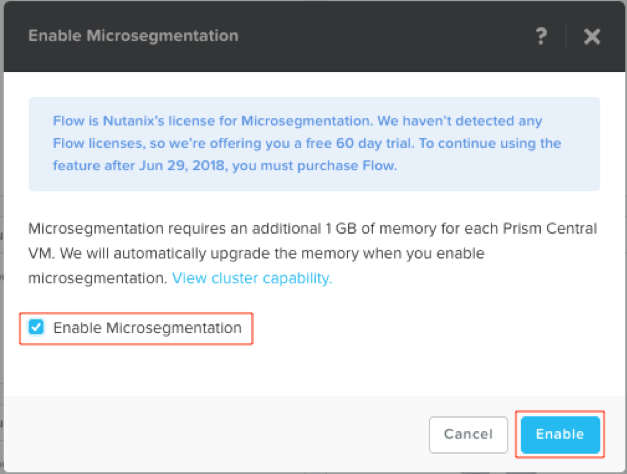 Enable Microsegmentation
?
Flow is Nutanix's license for Microsegmentation. We haven't detected any
Flow licenses, so we're offering you a free 60 day trial. To continue using the
feature after Jun 29, 2018, you must purchase Flow.
Microsegmentation requires an additional 1 GB of memory for each Prism Central
VM. We will automatically upgrade the memory when you enable
microsegmentation. View cluster capability.
Enable Microsegmentation
Cancel
Enable